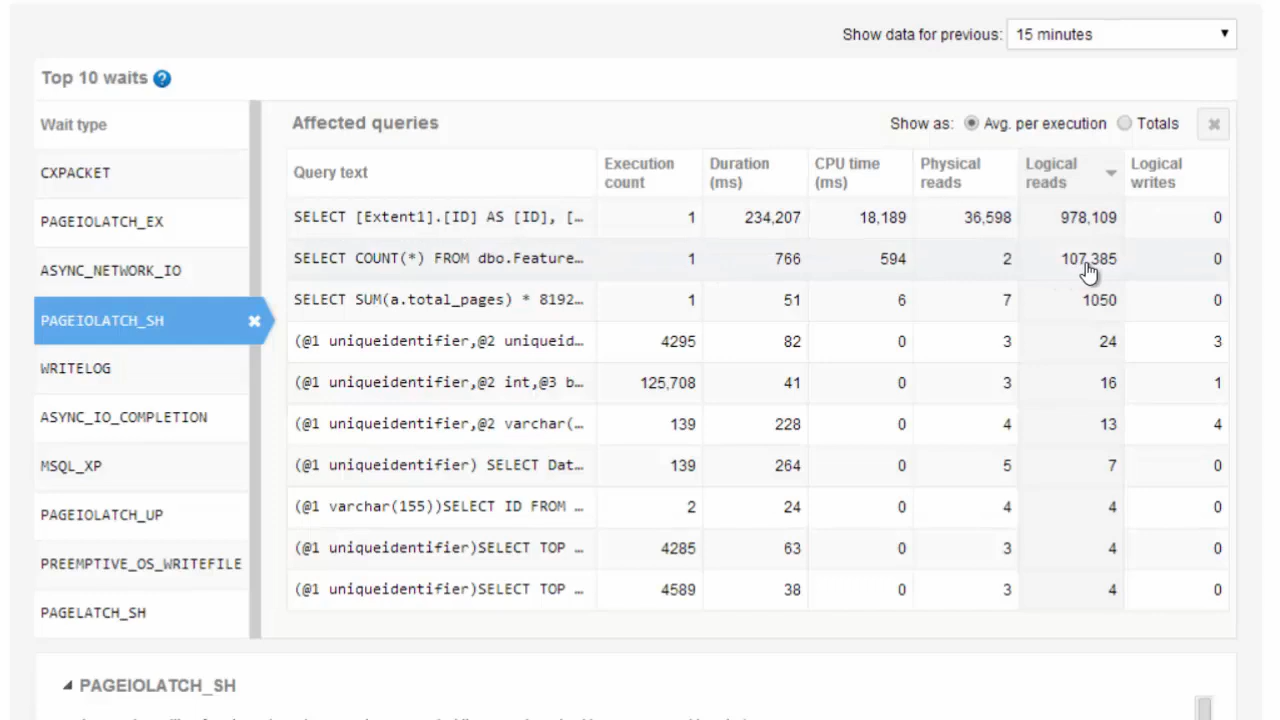 Show data for previous: 15 minutes
Top 10 waits ?
Wait type
CXPACKET
PAGEIOLATCH_EX
ASYNC_NETWORK_IO
PAGEIOLATCH_SH
WRITELOG
ASYNC_IO_COMPLETION
MSQL_XP
PAGEIOLATCH_UP
PREEMPTIVE_OS_WRITEFILE
PAGELATCH_SH
Affected queries
Show as: Avg. per execution Totals
Query text Execution count Duration (ms) CPU time (ms) Physical reads Logical reads Logical writes
SELECT [Extent1].[ID] AS [ID], [… 1 234,207 18,189 36,598 978,109 0
SELECT COUNT(*) FROM dbo.Feature… 1 766 594 2 107,385 0
SELECT SUM(a.total_pages) * 8192… 1 51 6 7 1050 0
(@1 uniqueidentifier,@2 uniqueid… 4295 82 0 3 24 3
(@1 uniqueidentifier,@2 int,@3 b… 125,708 41 0 3 16 1
(@1 uniqueidentifier,@2 varchar(… 139 228 0 4 13 4
(@1 uniqueidentifier) SELECT Dat… 139 264 0 5 7 0
(@1 varchar(155))SELECT ID FROM … 2 24 0 4 4 0
(@1 uniqueidentifier)SELECT TOP … 4285 63 0 3 4 0
(@1 uniqueidentifier)SELECT TOP … 4589 38 0 3 4 0
PAGEIOLATCH_SH